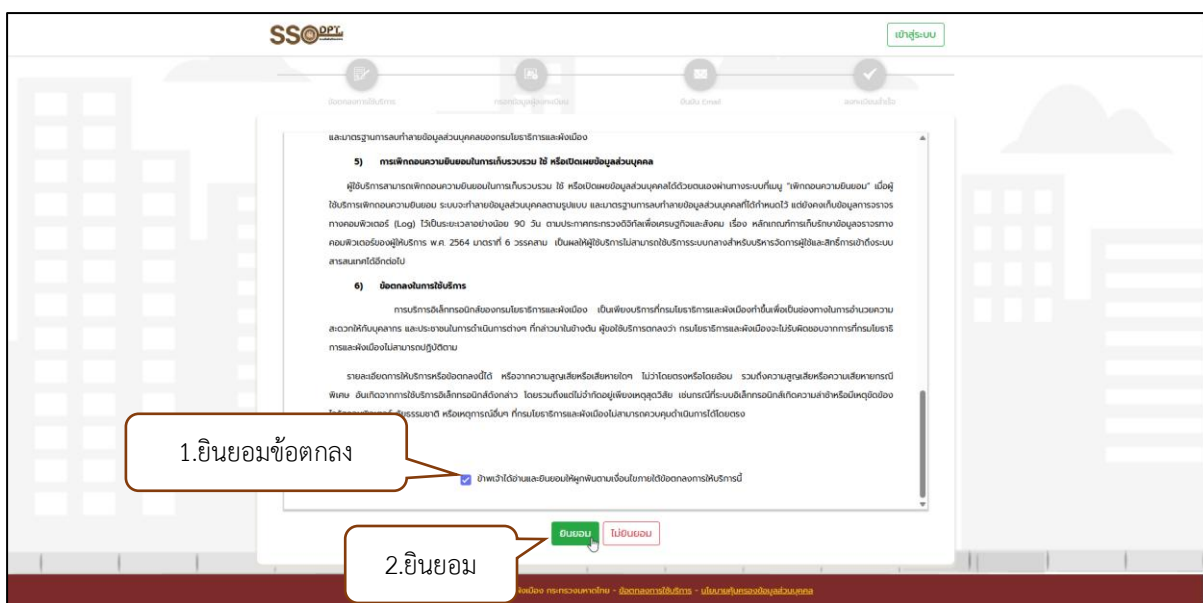 SSO DPT.
เข้าสู่ระบบ
ข้อตกลงการใช้บริการ
กรอกข้อมูลผู้ลงทะเบียน
ยืนยัน Email
ลงทะเบียนสำเร็จ
และมาตรฐานการลบทำลายข้อมูลส่วนบุคคลของกรมโยธาธิการและผังเมือง
5) การเพิกถอนความยินยอมในการเก็บรวบรวม ใช้ หรือเปิดเผยข้อมูลส่วนบุคคล
ผู้ใช้บริการสามารถเพิกถอนความยินยอมในการเก็บรวบรวม ใช้ หรือเปิดเผยข้อมูลส่วนบุคคลได้ด้วยตนเองผ่านทางระบบที่เมนู "เพิกถอนความยินยอม" เมื่อผู้
ใช้บริการเพิกถอนความยินยอม ระบบจะทำลายข้อมูลส่วนบุคคลตามรูปแบบ และมาตรฐานการลบทำลายข้อมูลส่วนบุคคลที่ได้กำหนดไว้ แต่ยังคงเก็บข้อมูลการจราจร
ทางคอมพิวเตอร์ (Log) ไว้เป็นระยะเวลาอย่างน้อย 90 วัน ตามประกาศกระทรวงดิจิทัลเพื่อเศรษฐกิจและสังคม เรื่อง หลักเกณฑ์การเก็บรักษาข้อมูลจราจรทาง
คอมพิวเตอร์ของผู้ให้บริการ พ.ศ. 2564 มาตราที่ 6 วรรคสาม เป็นผลให้ผู้ใช้บริการไม่สามารถใช้บริการระบบกลางสำหรับบริหารจัดการผู้ใช้และสิทธิ์การเข้าถึงระบบ
สารสนเทศได้อีกต่อไป
6) ข้อตกลงในการใช้บริการ
การบริการอิเล็กทรอนิกส์ของกรมโยธาธิการและผังเมือง เป็นเพียงบริการที่กรมโยธาธิการและผังเมืองทำขึ้นเพื่อเป็นช่องทางในการอำนวยความ
สะดวกให้กับบุคลากร และประชาชนในการดำเนินการต่างๆ ที่กล่าวมาในข้างต้น ผู้ขอใช้บริการตกลงว่า กรมโยธาธิการและผังเมืองจะไม่รับผิดชอบจากการที่กรมโยธาธิ
การและผังเมืองไม่สามารถปฏิบัติตาม
รายละเอียดการให้บริการหรือข้อตกลงนี้ได้ หรือจากความสูญเสียหรือเสียหายใดๆ ไม่ว่าโดยตรงหรือโดยอ้อม รวมถึงความสูญเสียหรือความเสียหายกรณี
พิเศษ อันเกิดจากการใช้บริการอิเล็กทรอนิกส์ดังกล่าว โดยรวมถึงแต่ไม่จำกัดอยู่เพียงเหตุสุดวิสัย เช่นกรณีที่ระบบอิเล็กทรอนิกส์เกิดความล่าช้าหรือมีเหตุขัดข้อง
ธรรมชาติ หรือเหตุการณ์อื่นๆ ที่กรมโยธาธิการและผังเมืองไม่สามารถควบคุมดำเนินการได้โดยตรง
1.ยินยอมข้อตกลง
ข้าพเจ้าได้อ่านและยินยอมให้ผูกพันตามเงื่อนไขภายใต้ข้อตกลงการให้บริการนี้
ยินยอม ไม่ยินยอม
2.ยินยอม
ผังเมือง กระทรวงมหาดไทย - ข้อตกลงการใช้บริการ - นโยบายคุ้มครองข้อมูลส่วนบุคคล